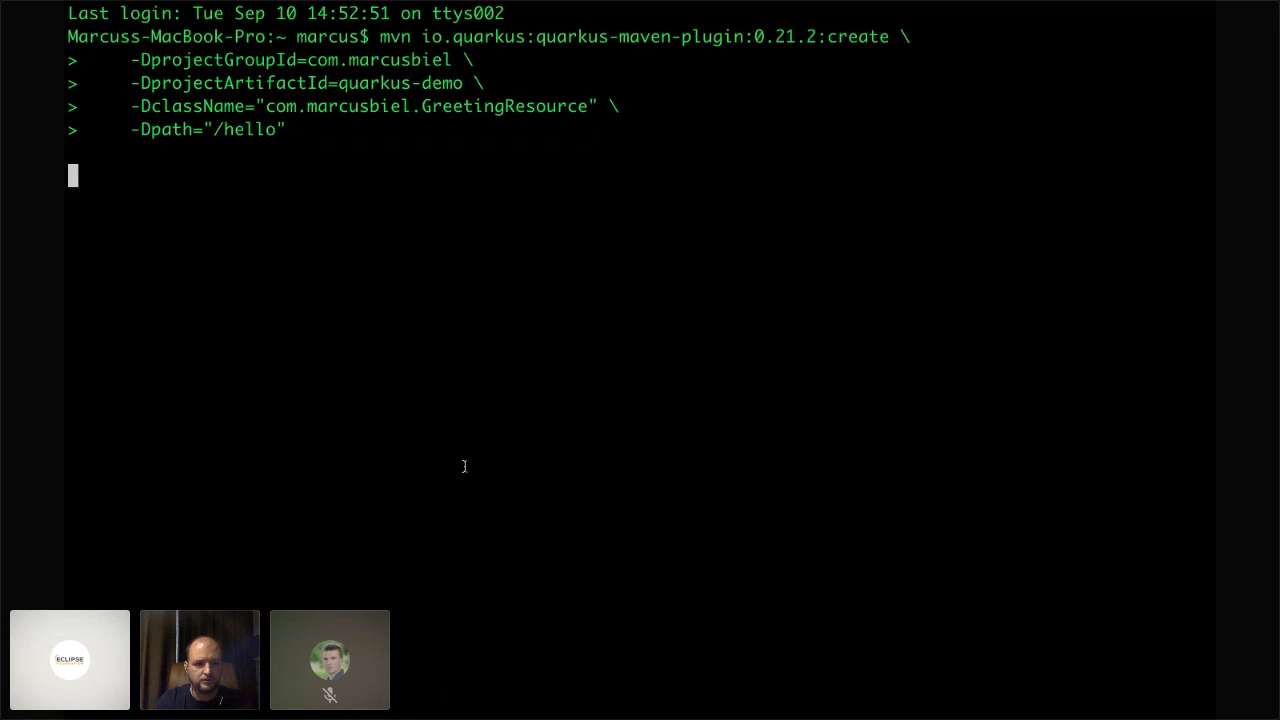 Last login: Tue Sep 10 14:52:51 on ttys002
Marcuss-MacBook-Pro:~ marcus$ mvn io.quarkus:quarkus-maven-plugin:0.21.2:create \
>     -DprojectGroupId=com.marcusbiel \
>     -DprojectArtifactId=quarkus-demo \
>     -DclassName="com.marcusbiel.GreetingResource" \
>     -Dpath="/hello"
ECLIPSE
FOUNDATION